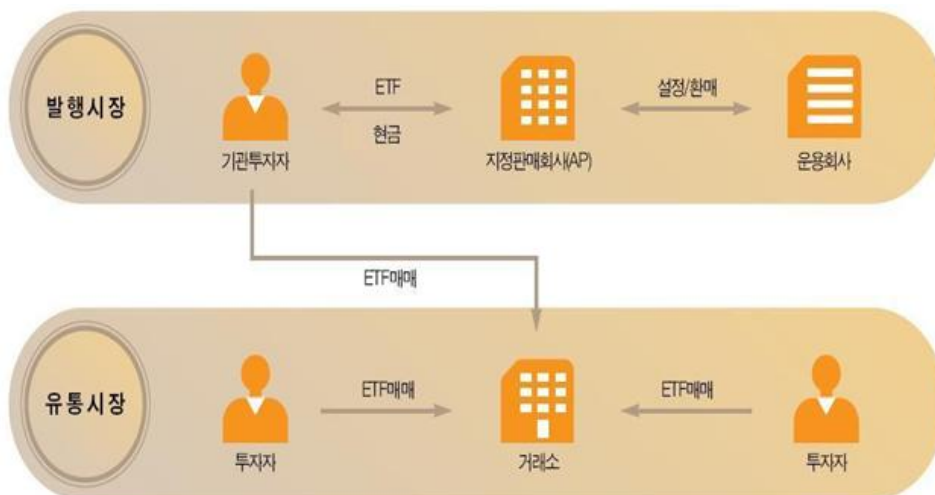 발행시장
ETF
현금
설정/환매
기관투자자
지정판매회사(AP)
운용회사
ETF매매
유통시장
ETF매매
ETF매매
투자자
거래소
투자자